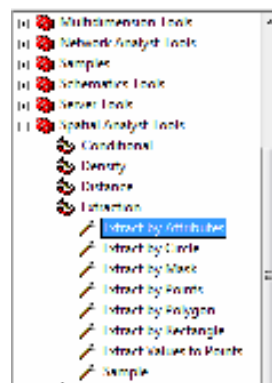 Multidimension Tools
Network Analyst Tools
Samples
Schematics Tools
Server Tools
Spatial Analyst Tools
Conditional
Density
Distance
Extraction
Extract by Attributes
Extract by Circle
Extract by Mask
Extract by Points
Extract by Polygon
Extract by Rectangle
Extract Values to Points
Sample